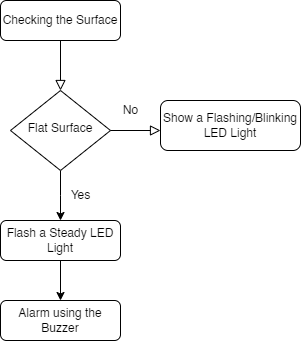 Checking the Surface
No
Show a Flashing/Blinking
LED Light
Flat Surface
Yes
Flash a Steady LED
Light
Alarm using the
Buzzer